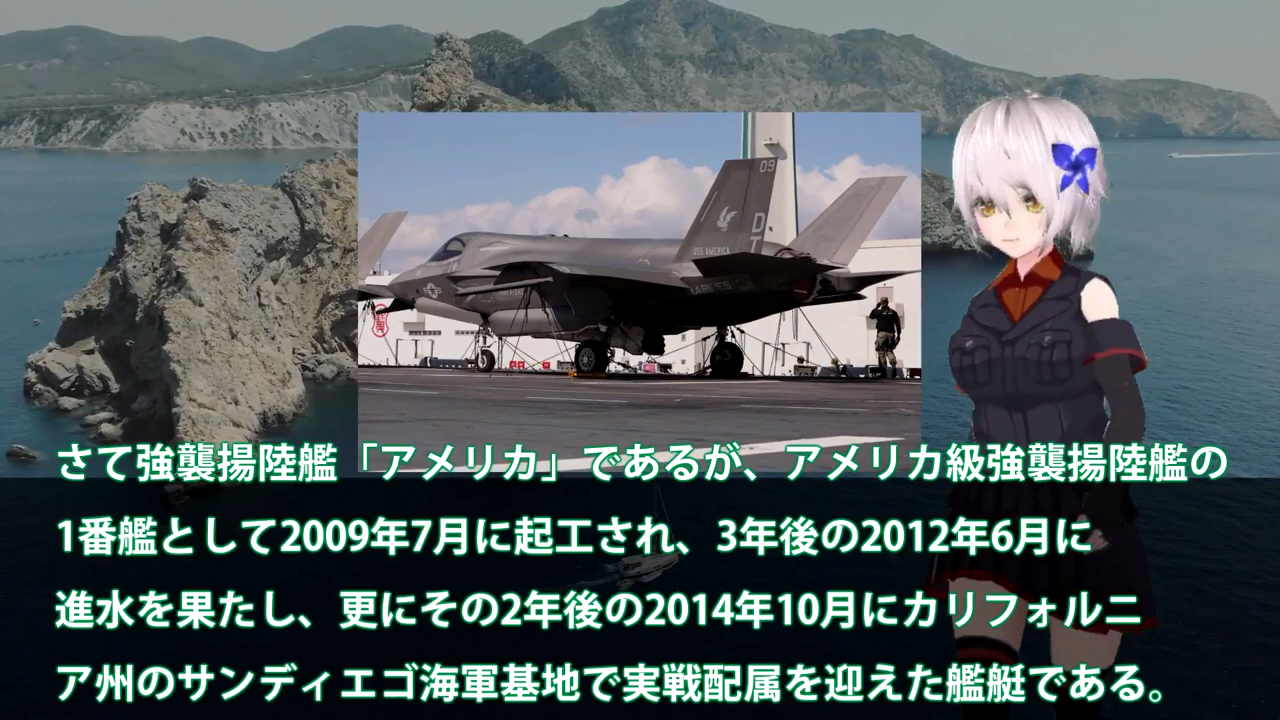 09
DT
USS AMERICA
MARINES
さて強襲揚陸艦「アメリカ」であるが、アメリカ級強襲揚陸艦の
1番艦として2009年7月に起工され、3年後の2012年6月に
進水を果たし、更にその2年後の2014年10月にカリフォルニ
ア州のサンディエゴ海軍基地で実戦配属を迎えた艦艇である。